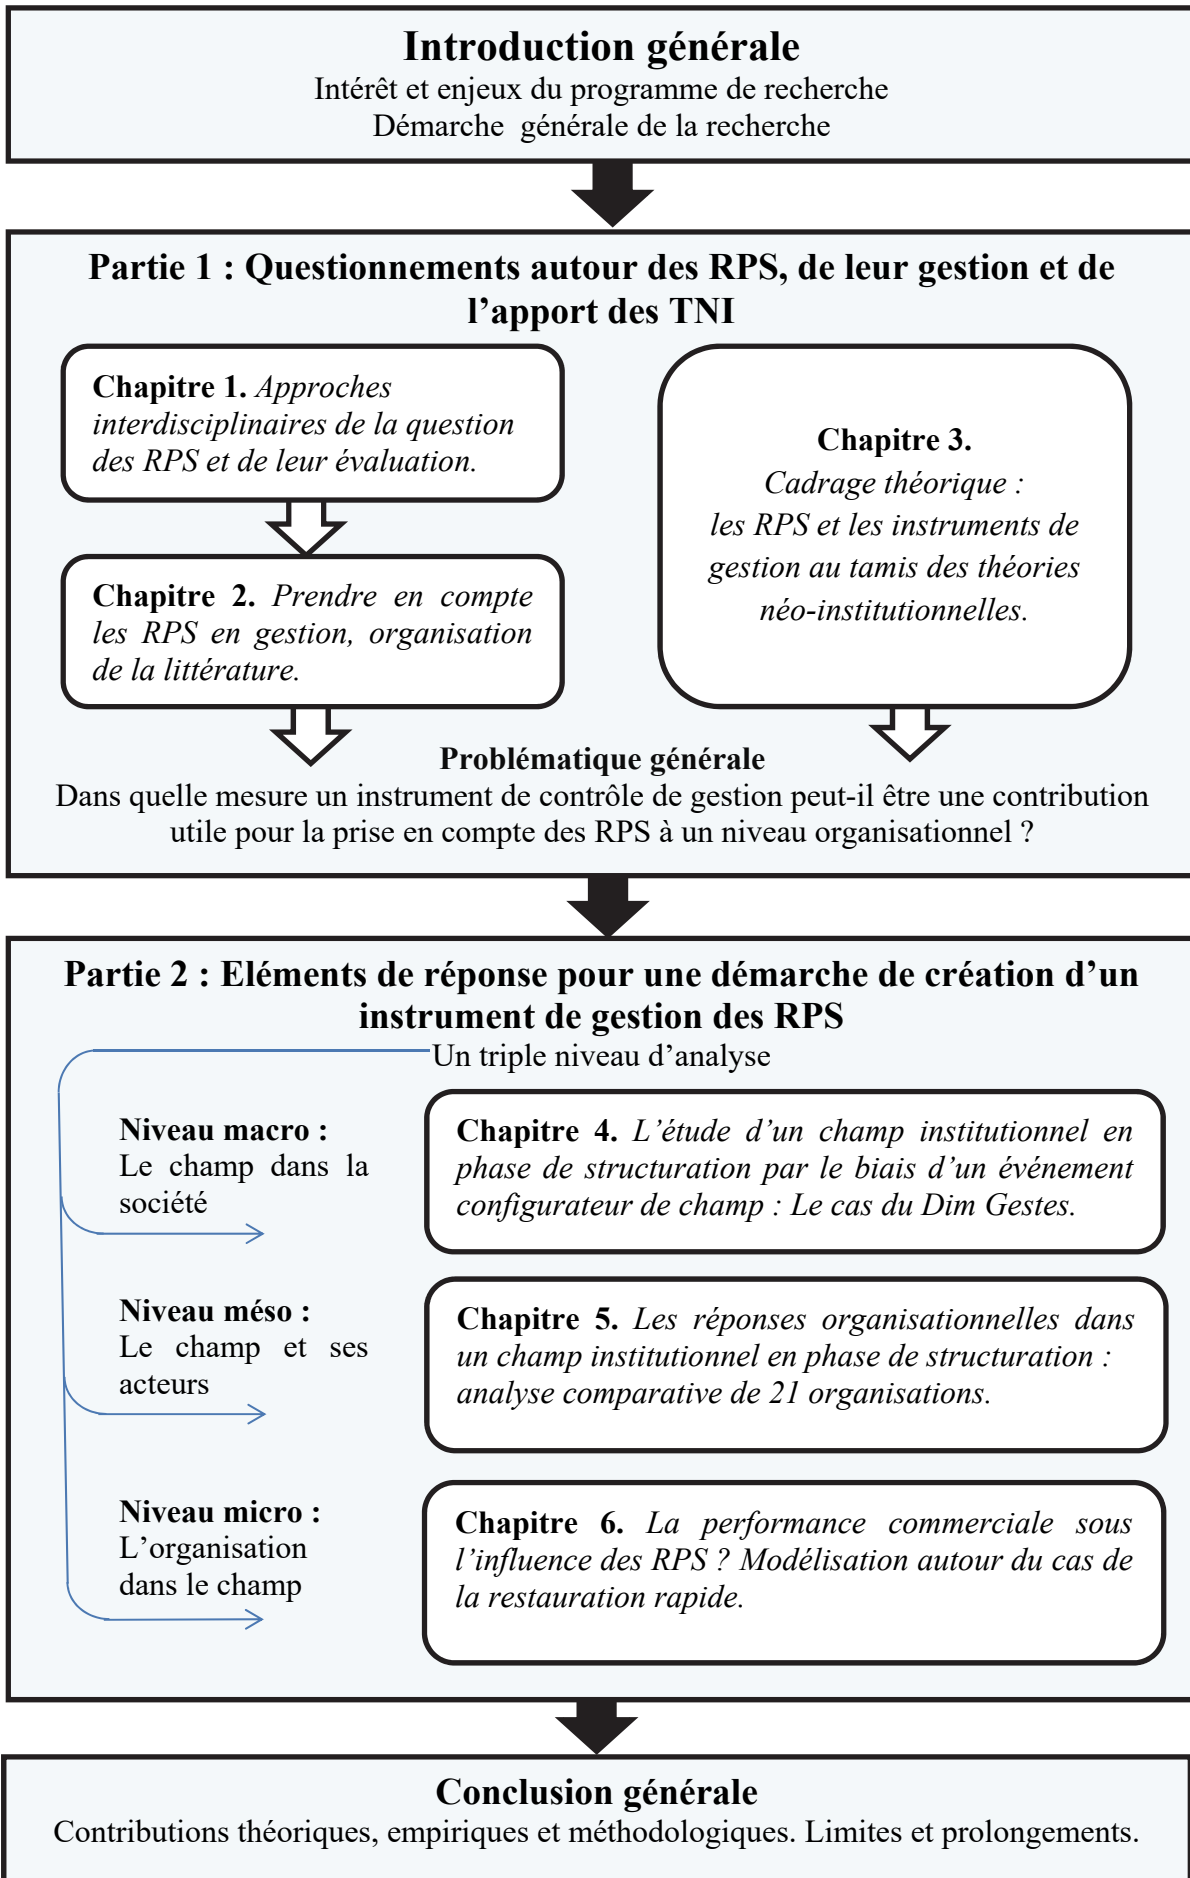 Introduction générale
Intérêt et enjeux du programme de recherche
Démarche générale de la recherche
Partie 1 : Questionnements autour des RPS, de leur gestion et de
l’apport des TNI
Chapitre 1. Approches
interdisciplinaires de la question
des RPS et de leur évaluation.
Chapitre 2. Prendre en compte
les RPS en gestion, organisation
de la littérature.
Chapitre 3.
Cadrage théorique :
les RPS et les instruments de
gestion au tamis des théories
néo-institutionnelles.
Problématique générale
Dans quelle mesure un instrument de contrôle de gestion peut-il être une contribution
utile pour la prise en compte des RPS à un niveau organisationnel ?
Partie 2 : Eléments de réponse pour une démarche de création d’un
instrument de gestion des RPS
Un triple niveau d’analyse
Niveau macro :
Le champ dans la
société
Chapitre 4. L’étude d’un champ institutionnel en
phase de structuration par le biais d’un événement
configurateur de champ : Le cas du Dim Gestes.
Niveau méso :
Le champ et ses
acteurs
Chapitre 5. Les réponses organisationnelles dans
un champ institutionnel en phase de structuration :
analyse comparative de 21 organisations.
Niveau micro :
L’organisation
dans le champ
Chapitre 6. La performance commerciale sous
l’influence des RPS ? Modélisation autour du cas de
la restauration rapide.
Conclusion générale
Contributions théoriques, empiriques et méthodologiques. Limites et prolongements.